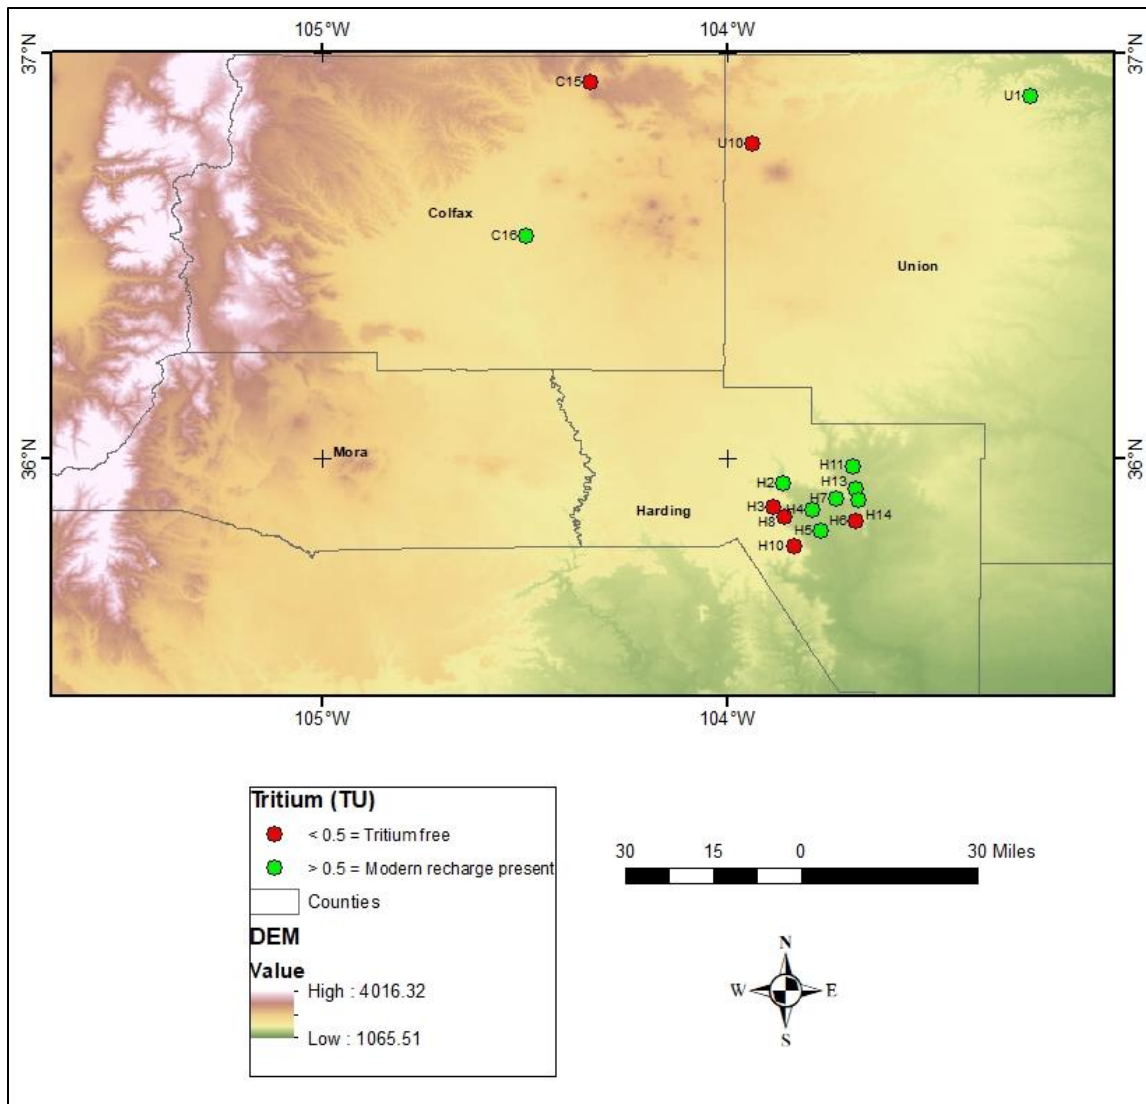 105°W 104°W
37°N 37°N
C15
U1
U10
Colfax
C16
Union
36°N 36°N
Mora
H11
H2
H13
H7
H3 H4
Harding
H14
H8 H6
H5
H10
105°W 104°W
Tritium (TU)
< 0.5 = Tritium free
> 0.5 = Modern recharge present
Counties
DEM
Value
High : 4016.32
Low : 1065.51
30 15 0 30 Miles
N
W E
S